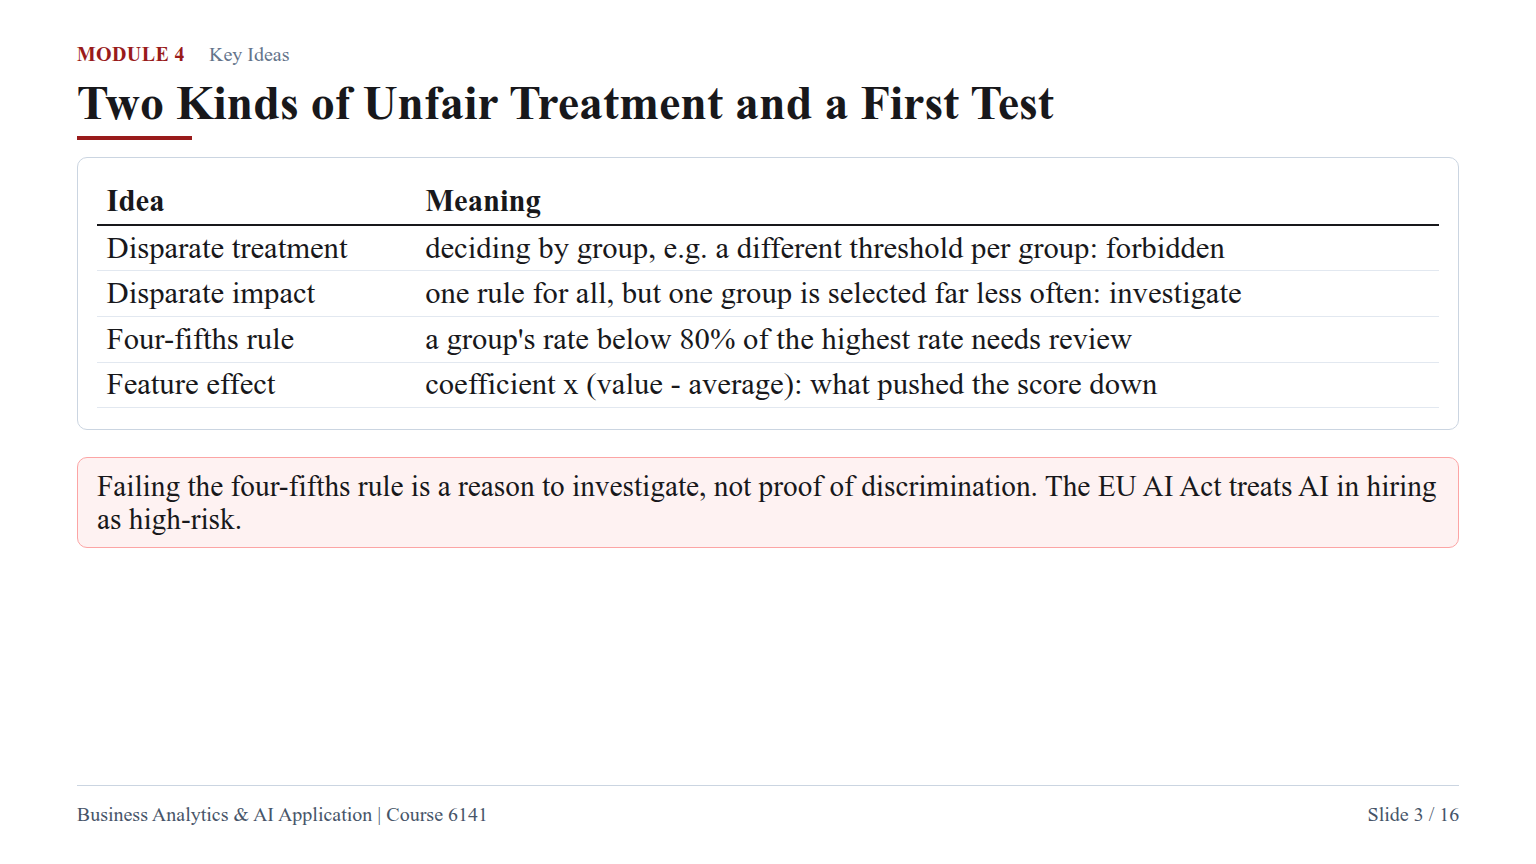 MODULE 4 Key Ideas
Two Kinds of Unfair Treatment and a First Test
Idea Meaning
Disparate treatment deciding by group, e.g. a different threshold per group: forbidden
Disparate impact one rule for all, but one group is selected far less often: investigate
Four-fifths rule a group's rate below 80% of the highest rate needs review
Feature effect coefficient x (value - average): what pushed the score down
Failing the four-fifths rule is a reason to investigate, not proof of discrimination. The EU AI Act treats AI in hiring
as high-risk.
Business Analytics & AI Application | Course 6141 Slide 3 / 16